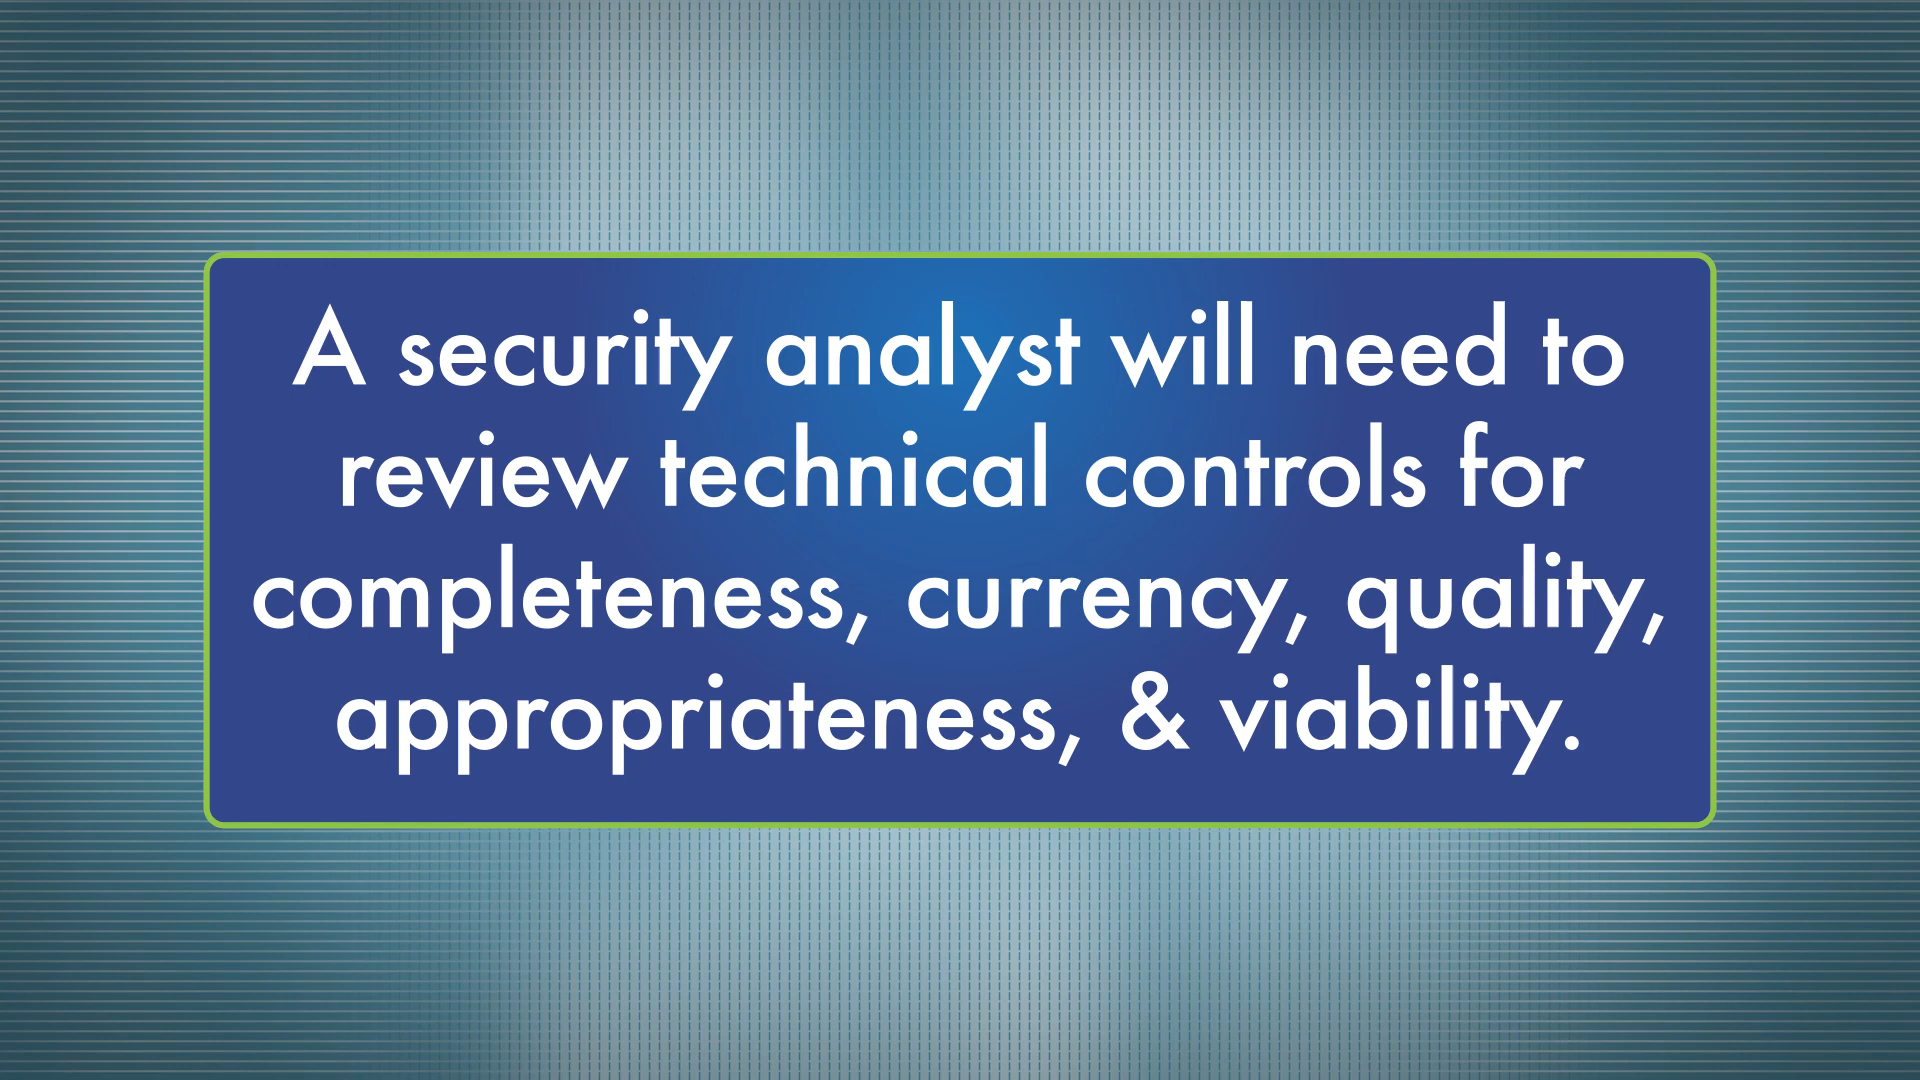 A security analyst will need to
review technical controls for
completeness, currency, quality,
appropriateness, & viability.